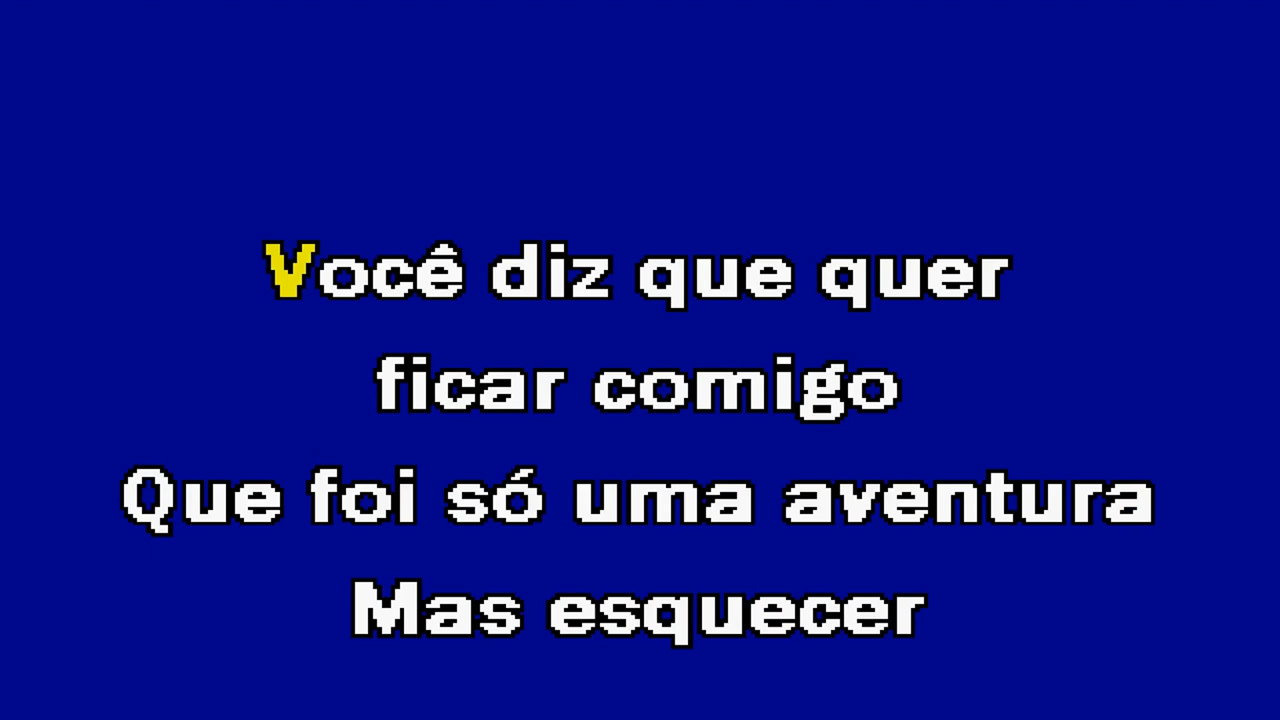 Você diz que quer
ficar comigo
Que foi só uma aventura
Mas esquecer